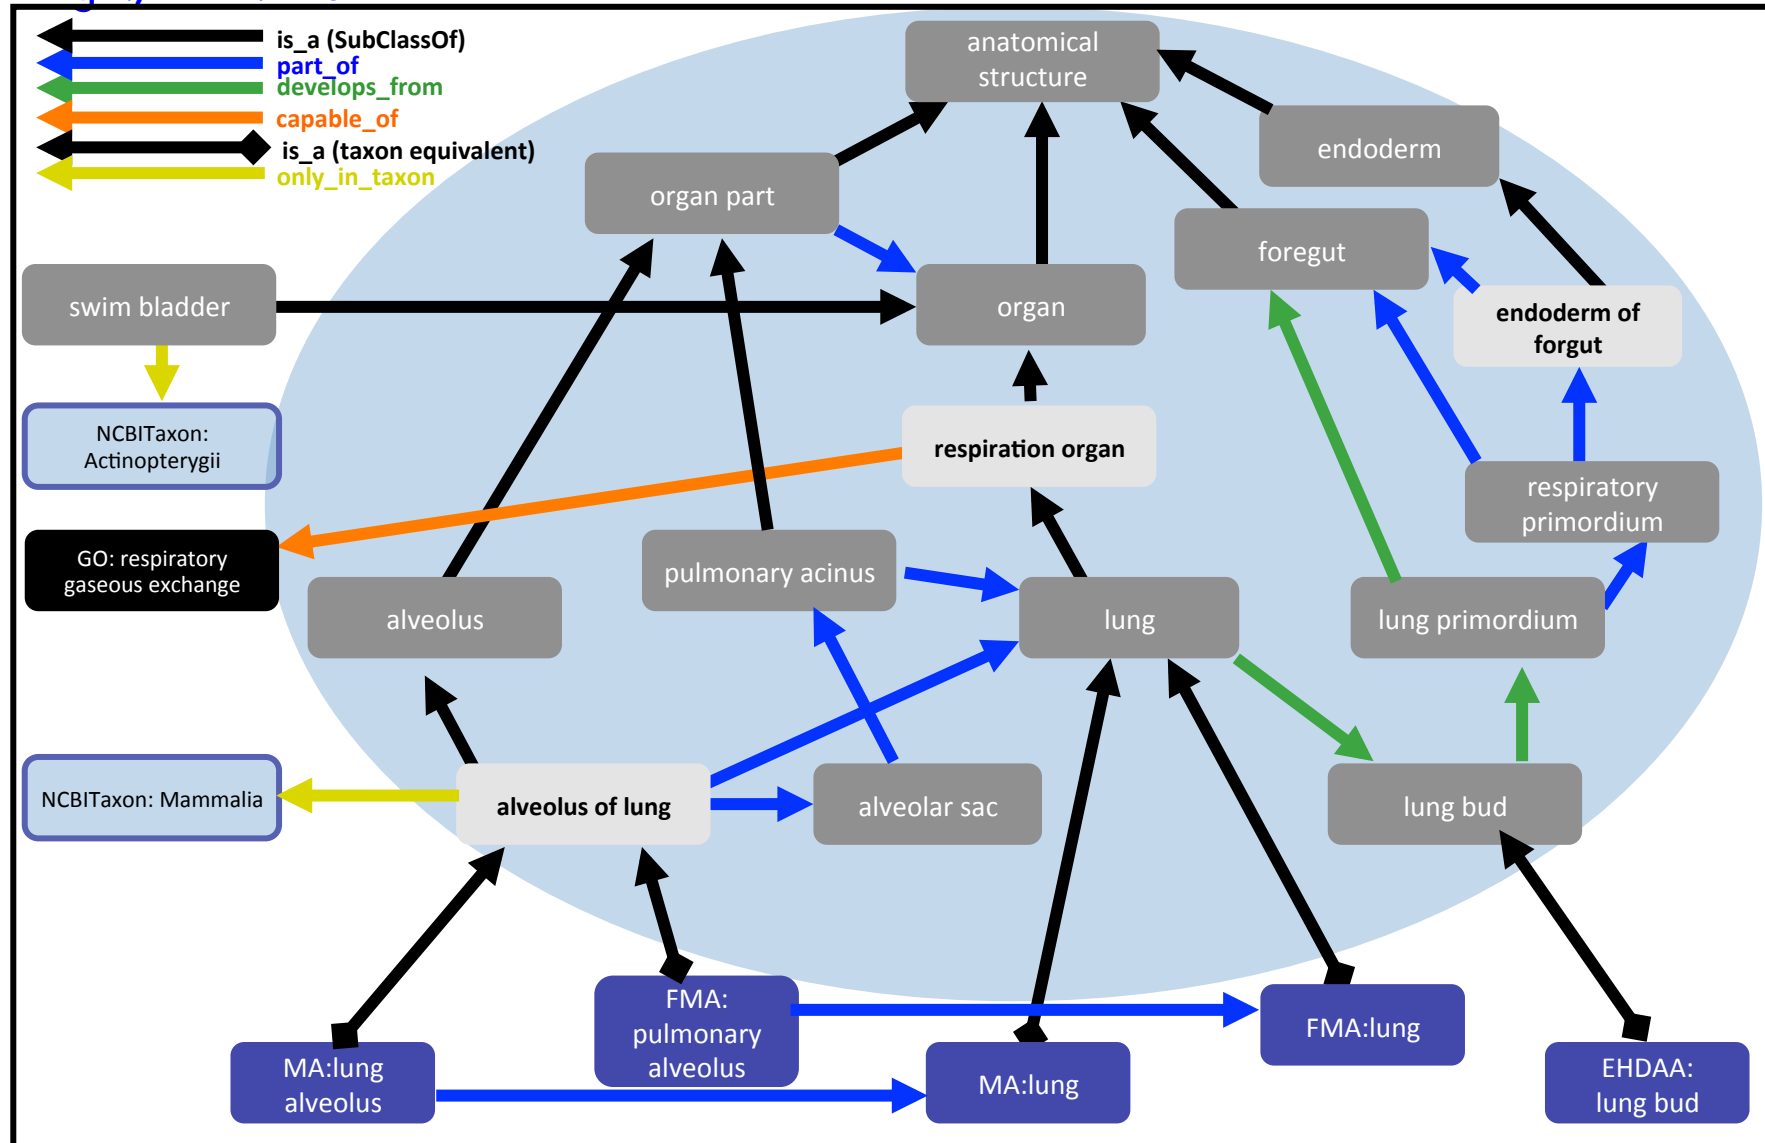 is_a (SubClassOf)
part_of
develops_from
capable_of
is_a (taxon equivalent)
only_in_taxon
anatomical
structure
endoderm
organ part
foregut
swim bladder
organ
endoderm of
forgut
NCBITaxon:
Actinopterygii
respiration organ
respiratory
primordium
GO: respiratory
gaseous exchange
pulmonary acinus
alveolus
lung
lung primordium
NCBITaxon: Mammalia
alveolus of lung
alveolar sac
lung bud
FMA:
pulmonary
alveolus
FMA:lung
MA:lung
alveolus
MA:lung
EHDAA:
lung bud